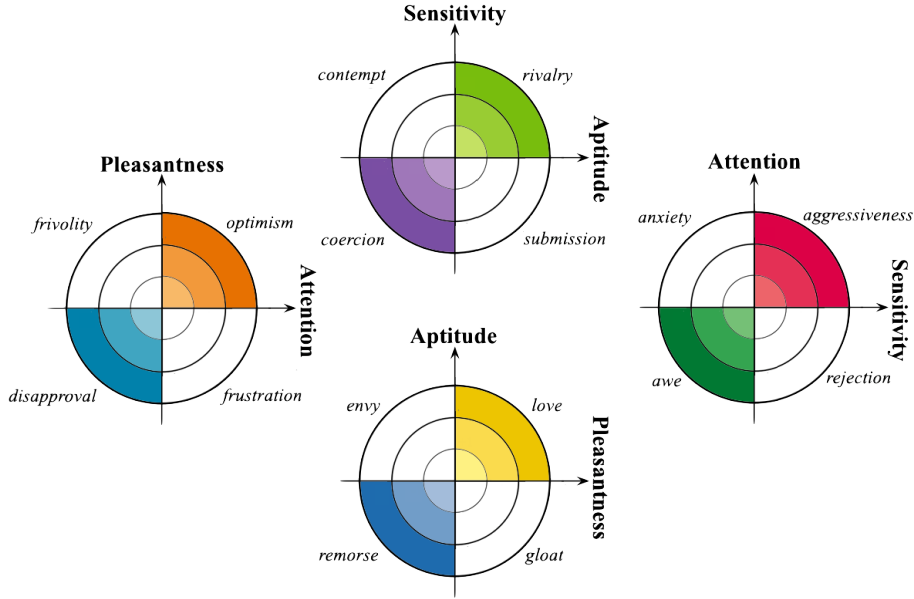 Sensitivity
contempt
rivalry
Aptitude
coercion
submission
Pleasantness
frivolity
optimism
Attention
disapproval
frustration
Attention
anxiety
aggressiveness
Sensitivity
awe
rejection
Aptitude
envy
love
Pleasantness
remorse
gloat